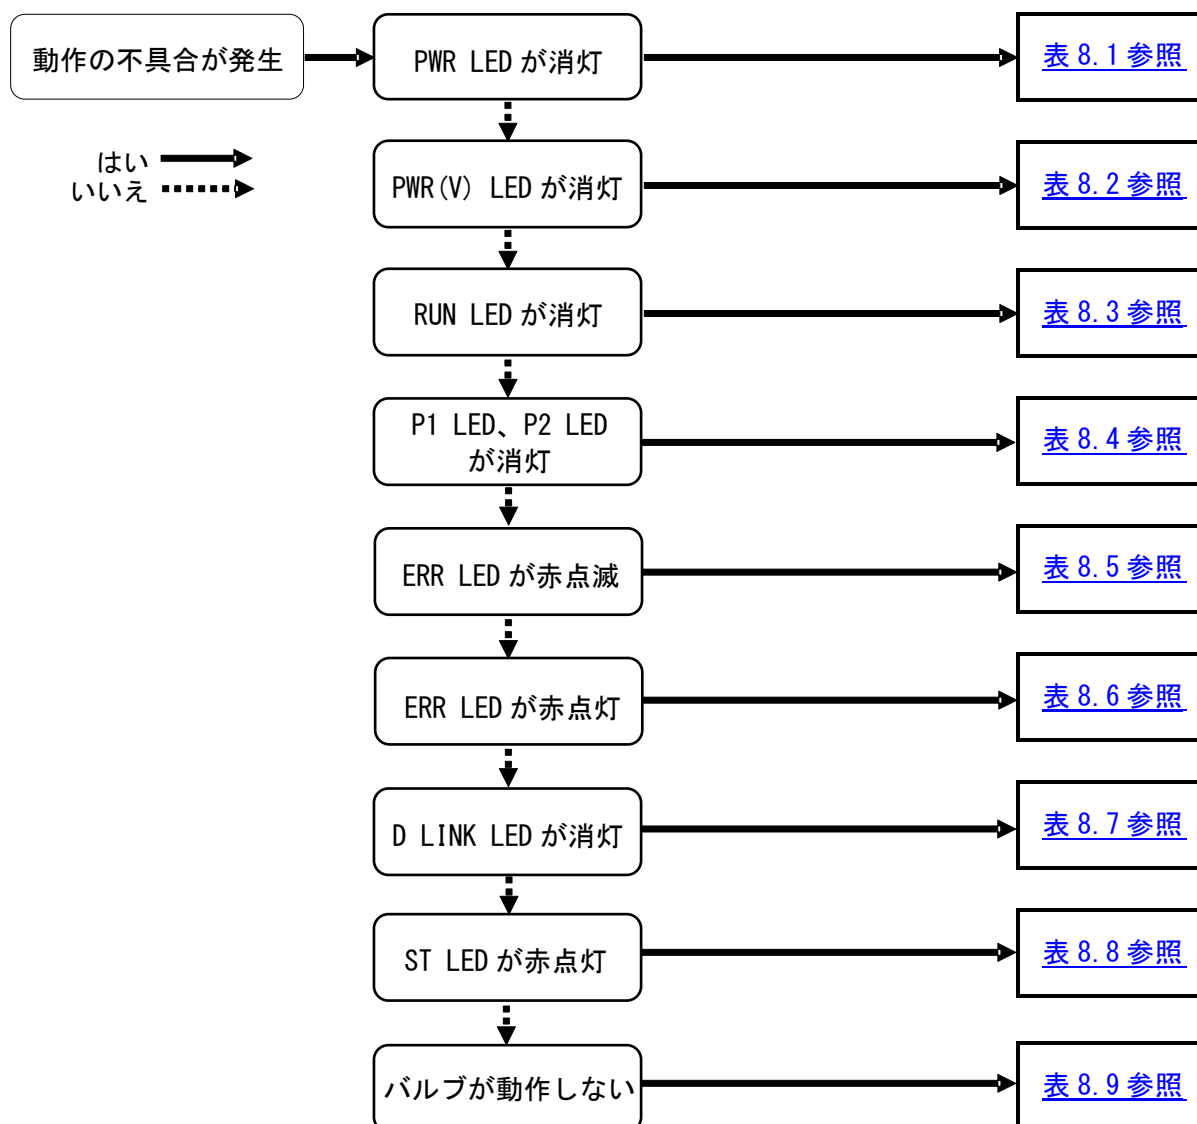 動作の不具合が発生
PWR LED が消灯
表 8.1 参照
はい
いいえ
PWR(V) LED が消灯
表 8.2 参照
RUN LED が消灯
表 8.3 参照
P1 LED、P2 LED
が消灯
表 8.4 参照
ERR LED が赤点滅
表 8.5 参照
ERR LED が赤点灯
表 8.6 参照
D LINK LED が消灯
表 8.7 参照
ST LED が赤点灯
表 8.8 参照
バルブが動作しない
表 8.9 参照